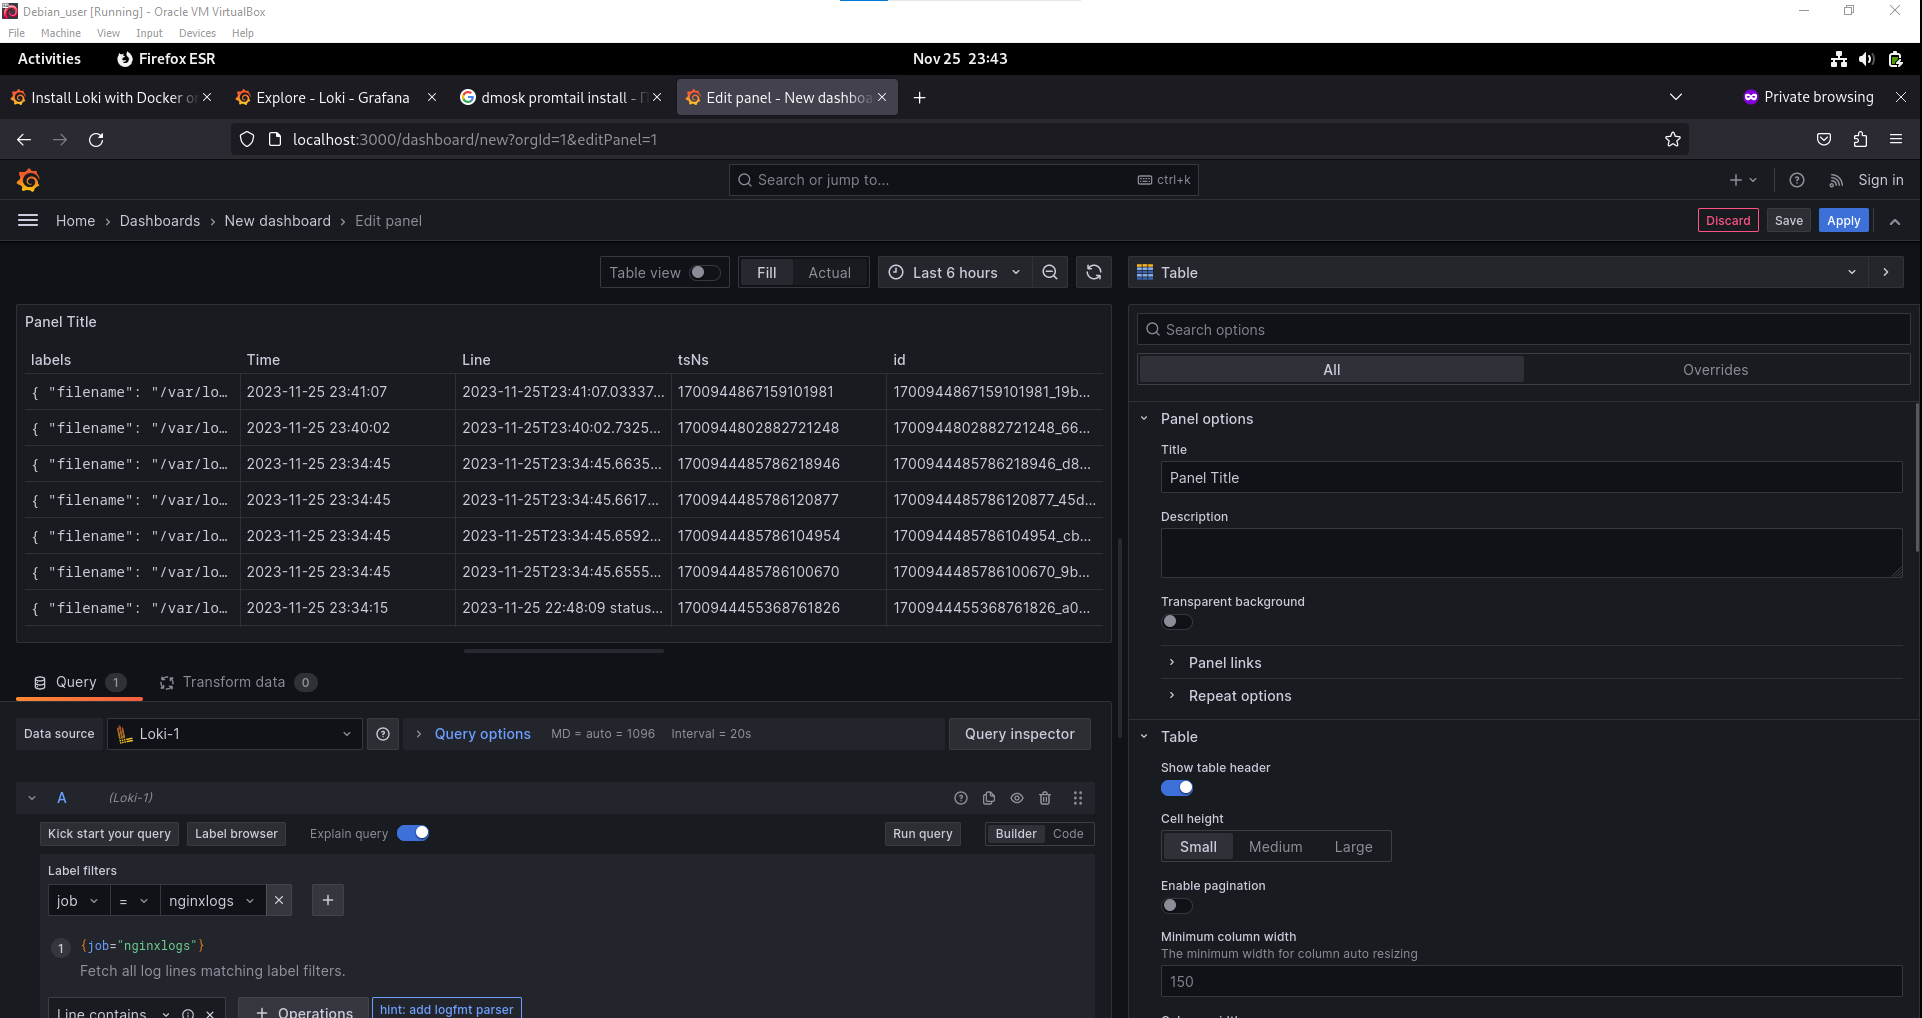 Debian_user [Running] - Oracle VM VirtualBox
File Machine View Input Devices Help
Activities Firefox ESR Nov 25 23:43
Install Loki with Docker o Explore - Loki - Grafana dmosk promtail install - Edit panel - New dashboa Private browsing
localhost:3000/dashboard/new?orgId=1&editPanel=1
Search or jump to... ctrl+k Sign in
Home › Dashboards › New dashboard › Edit panel Discard Save Apply
Table view Fill Actual Last 6 hours Table
Panel Title
labels Time Line tsNs id
{ "filename": "/var/lo... 2023-11-25 23:41:07 2023-11-25T23:41:07.03337... 1700944867159101981 1700944867159101981_19b...
{ "filename": "/var/lo... 2023-11-25 23:40:02 2023-11-25T23:40:02.7325... 1700944802882721248 1700944802882721248_66...
{ "filename": "/var/lo... 2023-11-25 23:34:45 2023-11-25T23:34:45.6635... 1700944485786218946 1700944485786218946_d8...
{ "filename": "/var/lo... 2023-11-25 23:34:45 2023-11-25T23:34:45.6617... 1700944485786120877 1700944485786120877_45d...
{ "filename": "/var/lo... 2023-11-25 23:34:45 2023-11-25T23:34:45.6592... 1700944485786104954 1700944485786104954_cb...
{ "filename": "/var/lo... 2023-11-25 23:34:45 2023-11-25T23:34:45.6555... 1700944485786100670 1700944485786100670_9b...
{ "filename": "/var/lo... 2023-11-25 23:34:15 2023-11-25 22:48:09 status... 1700944455368761826 1700944455368761826_a0...
Query 1 Transform data 0
Data source Loki-1 Query options MD = auto = 1096 Interval = 20s Query inspector
A (Loki-1)
Kick start your query Label browser Explain query Run query Builder Code
Label filters
job = nginxlogs
1 {job="nginxlogs"}
Fetch all log lines matching label filters.
Line contains + Operations hint: add logfmt parser
Search options
All Overrides
Panel options
Title
Panel Title
Description
Transparent background
Panel links
Repeat options
Table
Show table header
Cell height
Small Medium Large
Enable pagination
Minimum column width
The minimum width for column auto resizing
150